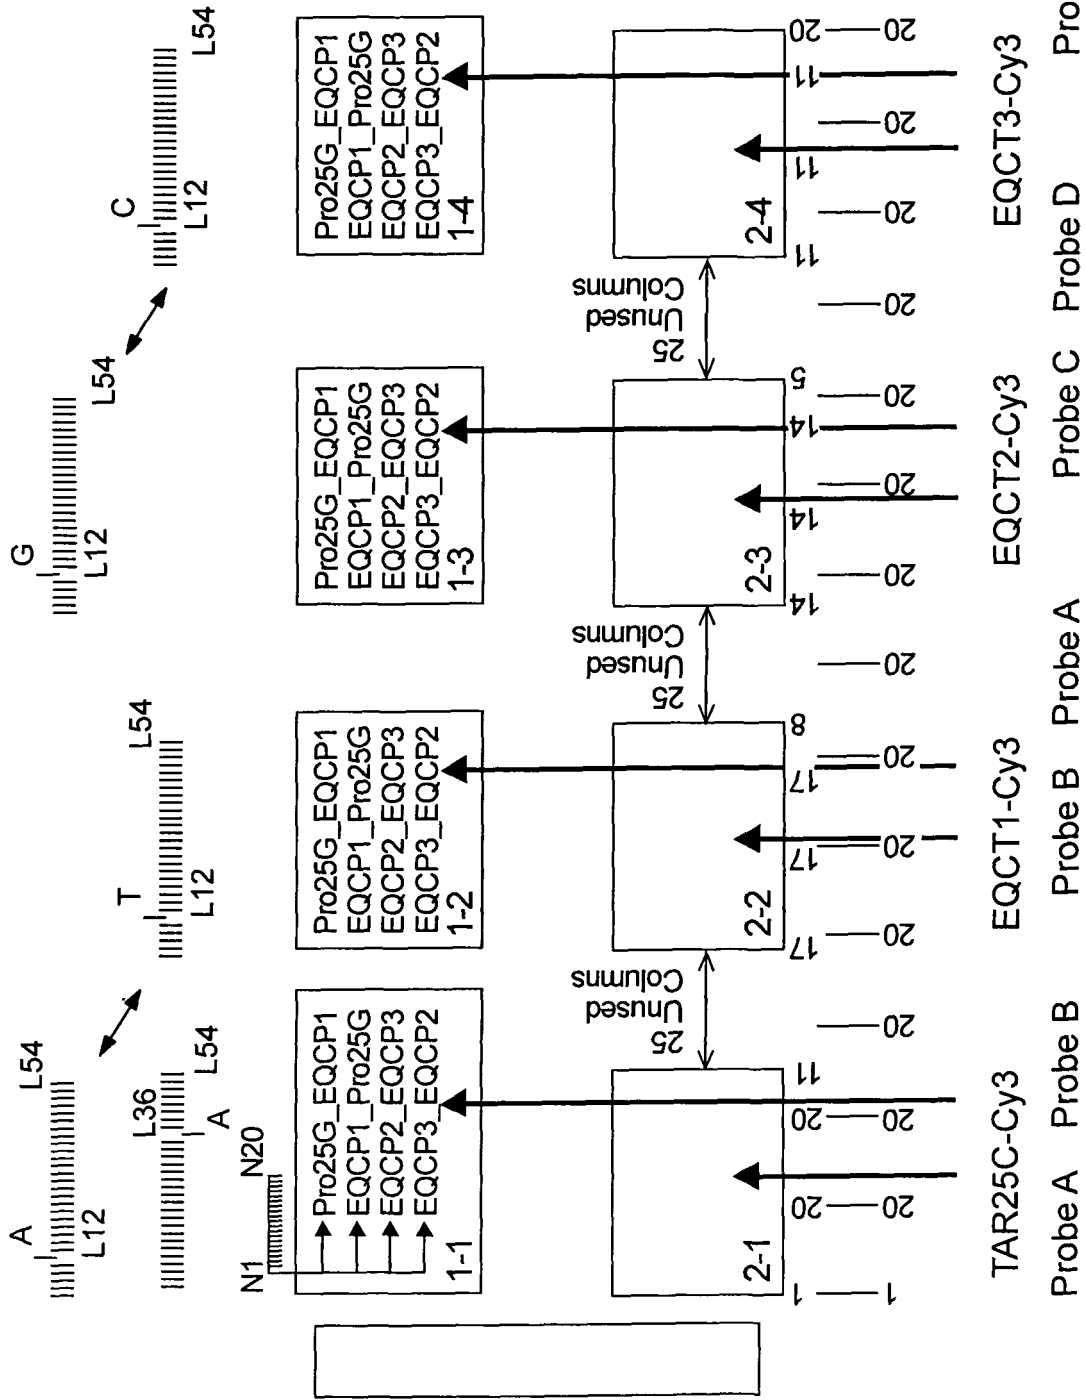 C
L54
L12
G
L54
L12
T
L54
L12
A
L54
L12
L36
L54
A
N1
N20
Pro25G_EQCP1
EQCP1_Pro25G
EQCP2_EQCP3
EQCP3_EQCP2
1-1
Pro25G_EQCP1
EQCP1_Pro25G
EQCP2_EQCP3
EQCP3_EQCP2
1-2
Pro25G_EQCP1
EQCP1_Pro25G
EQCP2_EQCP3
EQCP3_EQCP2
1-3
Pro25G_EQCP1
EQCP1_Pro25G
EQCP2_EQCP3
EQCP3_EQCP2
1-4
2-1
25
Unused
Columns
2-2
25
Unused
Columns
2-3
25
Unused
Columns
2-4
1 20 20 11
17 17 17 8
14 14 14 5
11 11 11 20
1 20 20 20 20 20 20 20 20 20 20 20 20 20 20 20
TAR25C-Cy3
EQCT1-Cy3
EQCT2-Cy3
EQCT3-Cy3
Probe A
Probe B
Probe B
Probe A
Probe C
Probe D
Pro